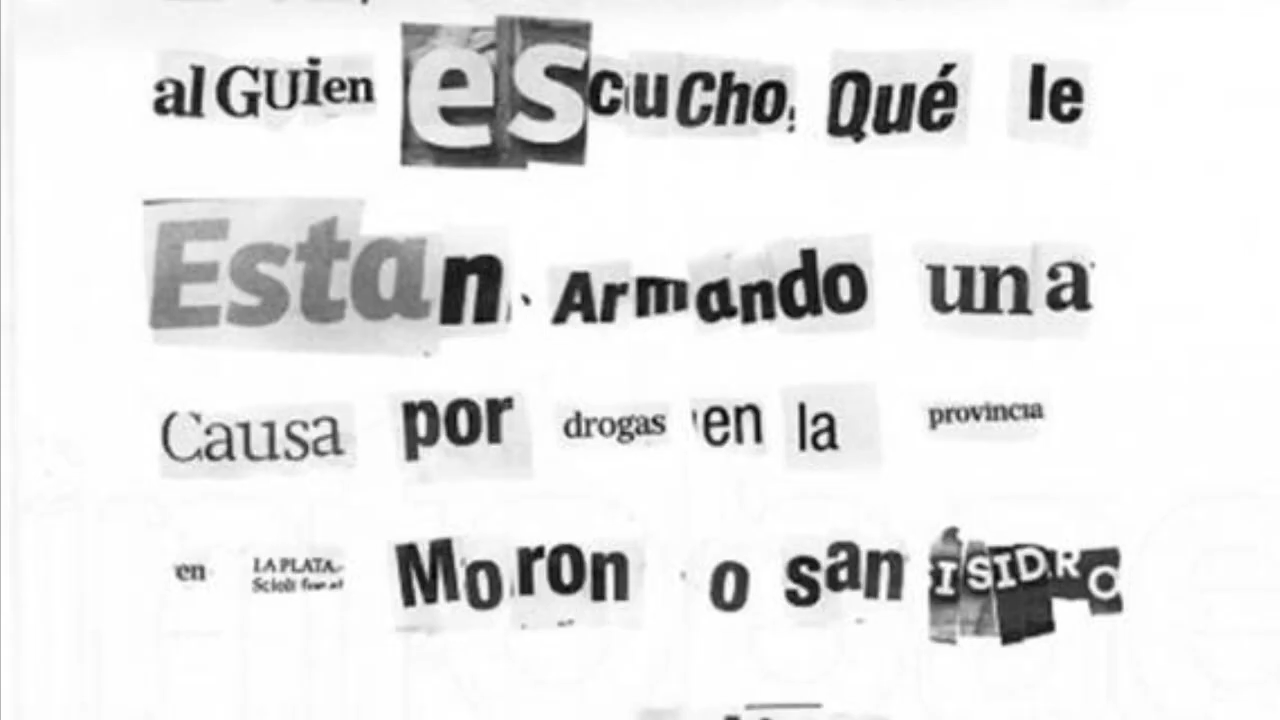 alGUien escuCho Qué le
Estan Armando una
Causa por drogas en la provincia
en LA PLATA Moron o san ISIDRO
Scioli